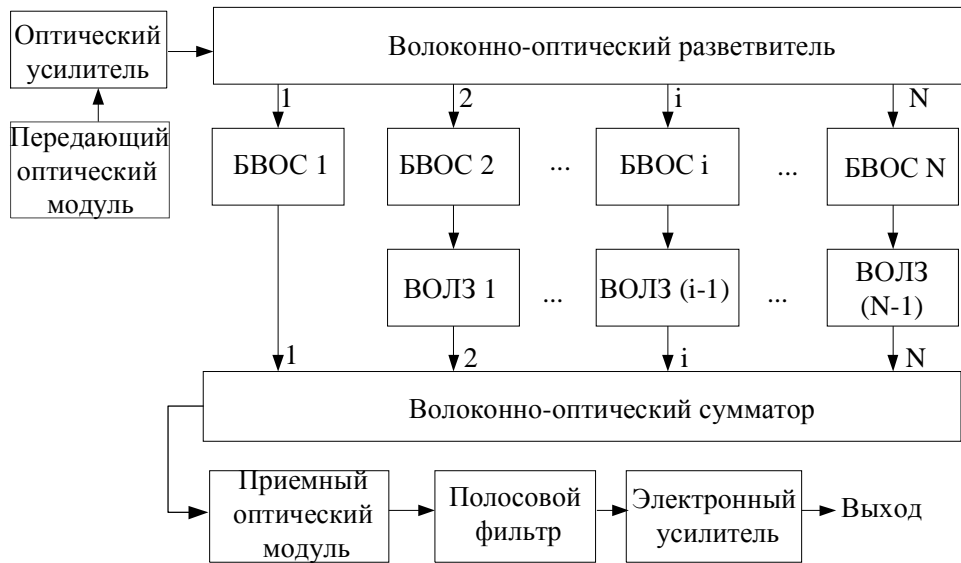 Оптический
усилитель
Волоконно-оптический разветвитель
Передающий
оптический
модуль
1
2
i
N
БВОС 1
БВОС 2
...
БВОС i
...
БВОС N
ВОЛЗ 1
...
ВОЛЗ (i-1)
...
ВОЛЗ
(N-1)
1
2
i
N
Волоконно-оптический сумматор
Приемный
оптический
модуль
Полосовой
фильтр
Электронный
усилитель
Выход